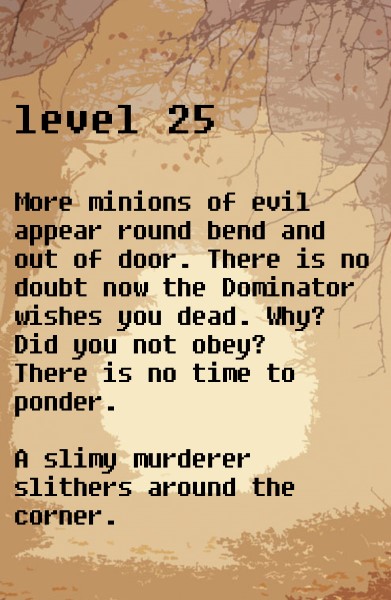 level 25
More minions of evil
appear round bend and
out of door. There is no
doubt now the Dominator
wishes you dead. Why?
Did you not obey?
There is no time to
ponder.
A slimy murderer
slithers around the
corner.